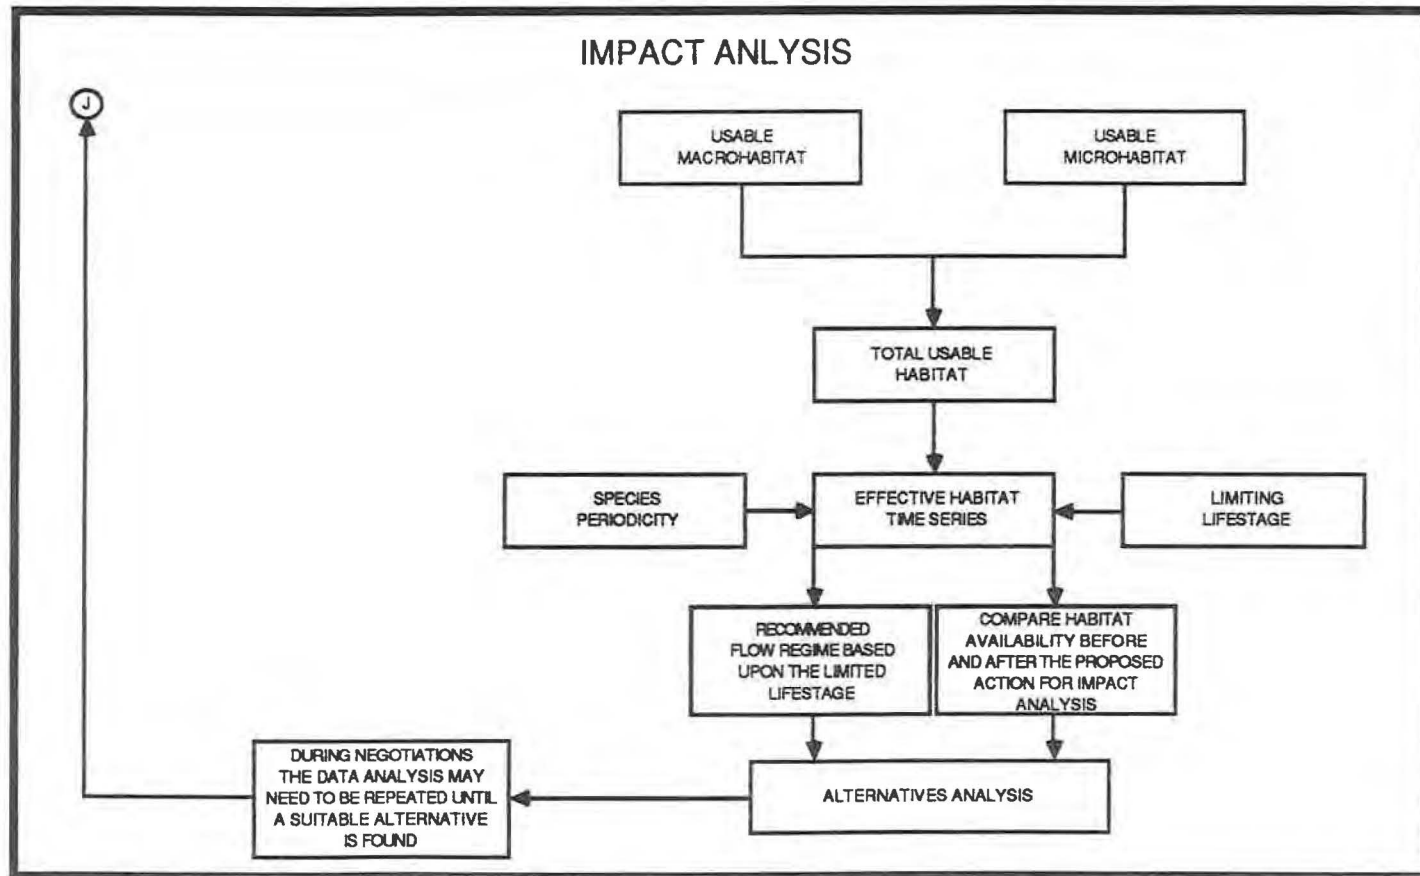 IMPACT ANLYSIS
J
USABLE
MACROHABITAT
USABLE
MICROHABITAT
TOTAL USABLE
HABITAT
SPECIES
PERIODICITY
EFFECTIVE HABITAT
TIME SERIES
LIMITING
LIFESTAGE
RECOMMENDED
FLOW REGIME BASED
UPON THE LIMITED
LIFESTAGE
COMPARE HABITAT
AVAILABILITY BEFORE
AND AFTER THE PROPOSED
ACTION FOR IMPACT
ANALYSIS
DURING NEGOTIATIONS
THE DATA ANALYSIS MAY
NEED TO BE REPEATED UNTIL
A SUITABLE ALTERNATIVE
IS FOUND
ALTERNATIVES ANALYSIS